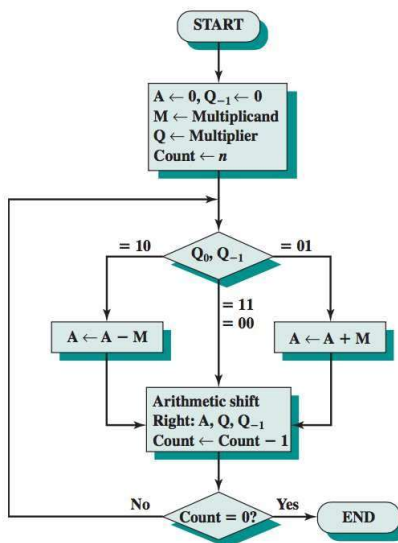 START
A ← 0, Q₋₁ ← 0
M ← Multiplicand
Q ← Multiplier
Count ← n
= 10
Q₀, Q₋₁
= 01
= 11
= 00
A ← A − M
A ← A + M
Arithmetic shift
Right: A, Q, Q₋₁
Count ← Count − 1
No
Count = 0?
Yes
END